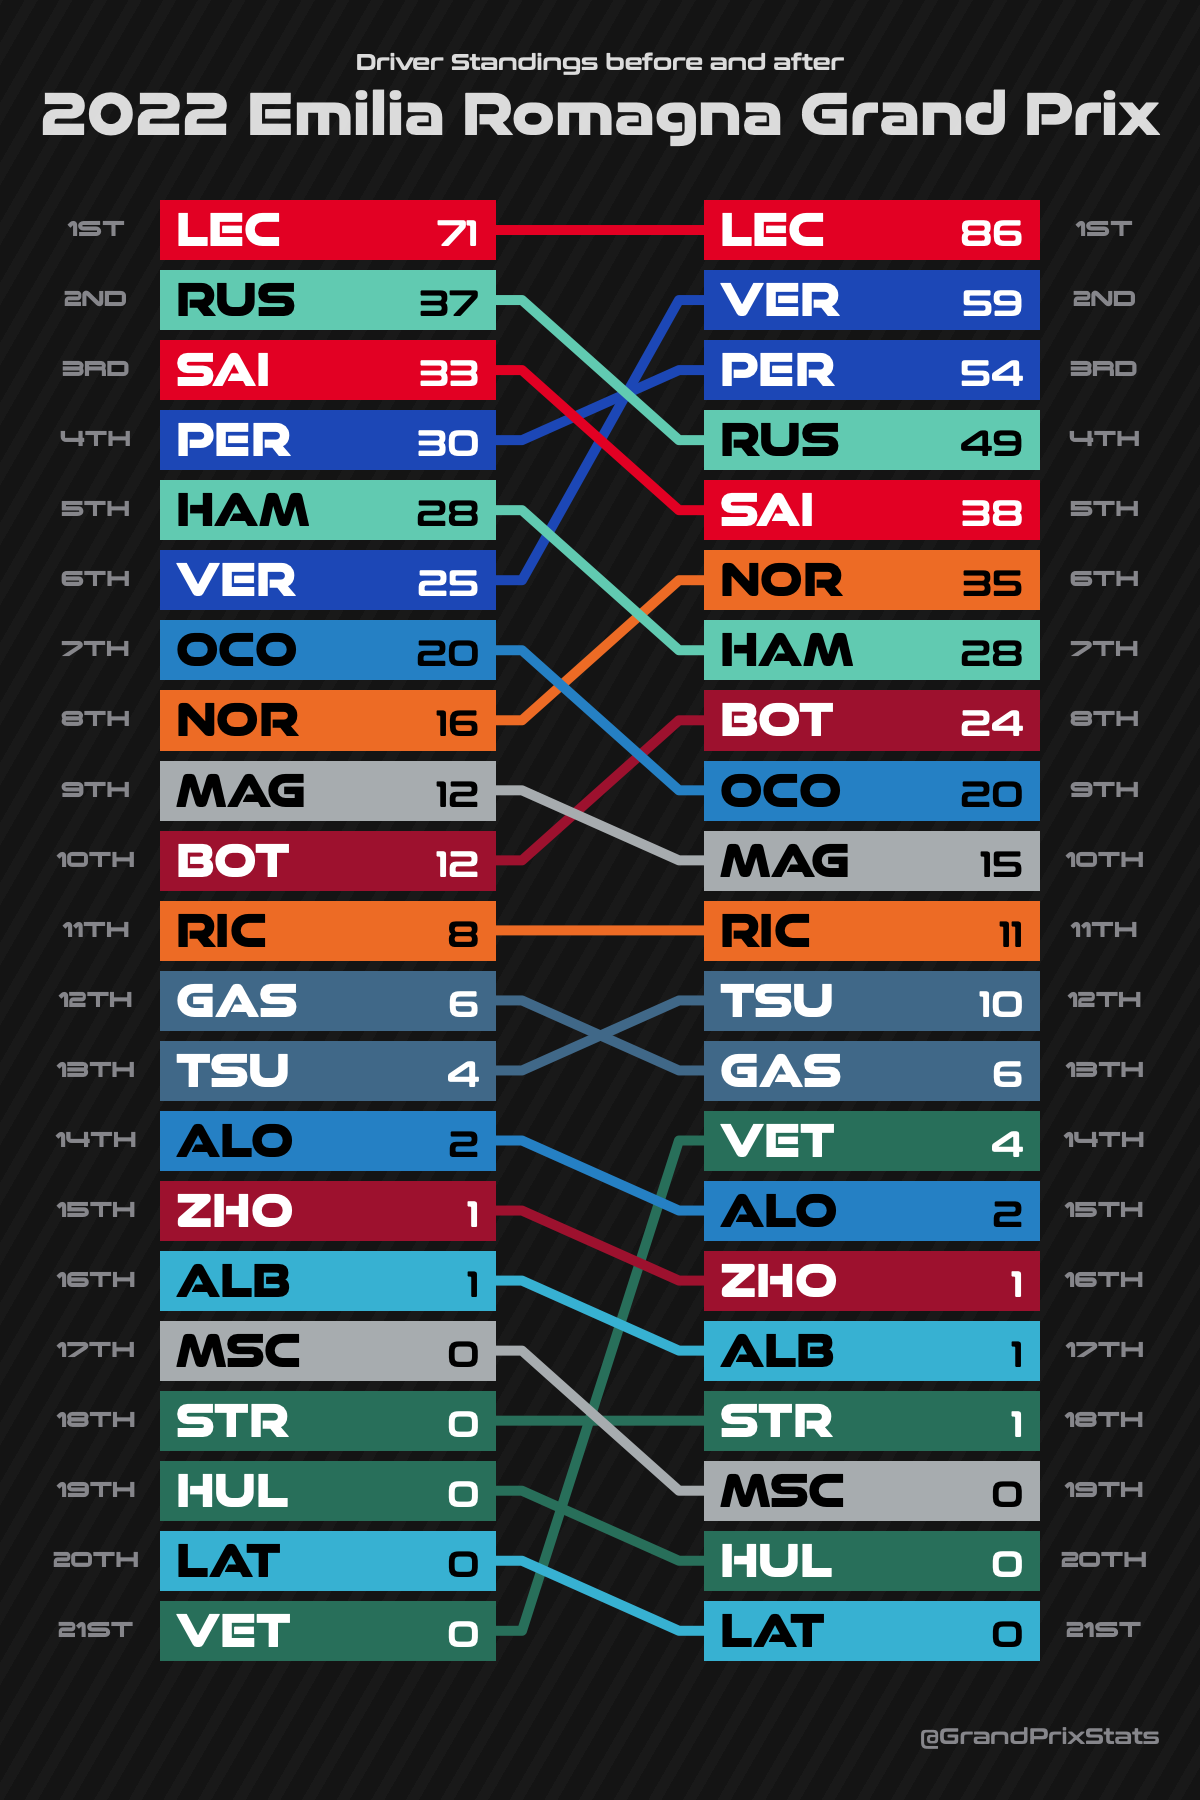 Driver Standings before and after
2022 Emilia Romagna Grand Prix
1ST LEC 71 LEC 86 1ST
2ND RUS 37 VER 59 2ND
3RD SAI 33 PER 54 3RD
4TH PER 30 RUS 49 4TH
5TH HAM 28 SAI 38 5TH
6TH VER 25 NOR 35 6TH
7TH OCO 20 HAM 28 7TH
8TH NOR 16 BOT 24 8TH
9TH MAG 12 OCO 20 9TH
10TH BOT 12 MAG 15 10TH
11TH RIC 8 RIC 11 11TH
12TH GAS 6 TSU 10 12TH
13TH TSU 4 GAS 6 13TH
14TH ALO 2 VET 4 14TH
15TH ZHO 1 ALO 2 15TH
16TH ALB 1 ZHO 1 16TH
17TH MSC 0 ALB 1 17TH
18TH STR 0 STR 1 18TH
19TH HUL 0 MSC 0 19TH
20TH LAT 0 HUL 0 20TH
21ST VET 0 LAT 0 21ST
@GrandPrixStats